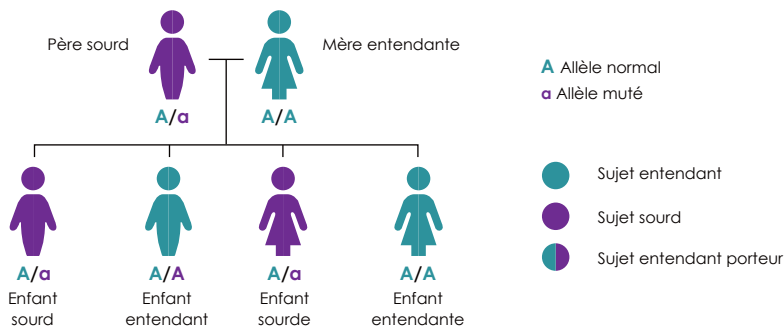 Père sourd
Mère entendante
A/a
A/A
A Allèle normal
a Allèle muté
Sujet entendant
Sujet sourd
Sujet entendant porteur
A/a
Enfant
sourd
A/A
Enfant
entendant
A/a
Enfant
sourde
A/A
Enfant
entendante